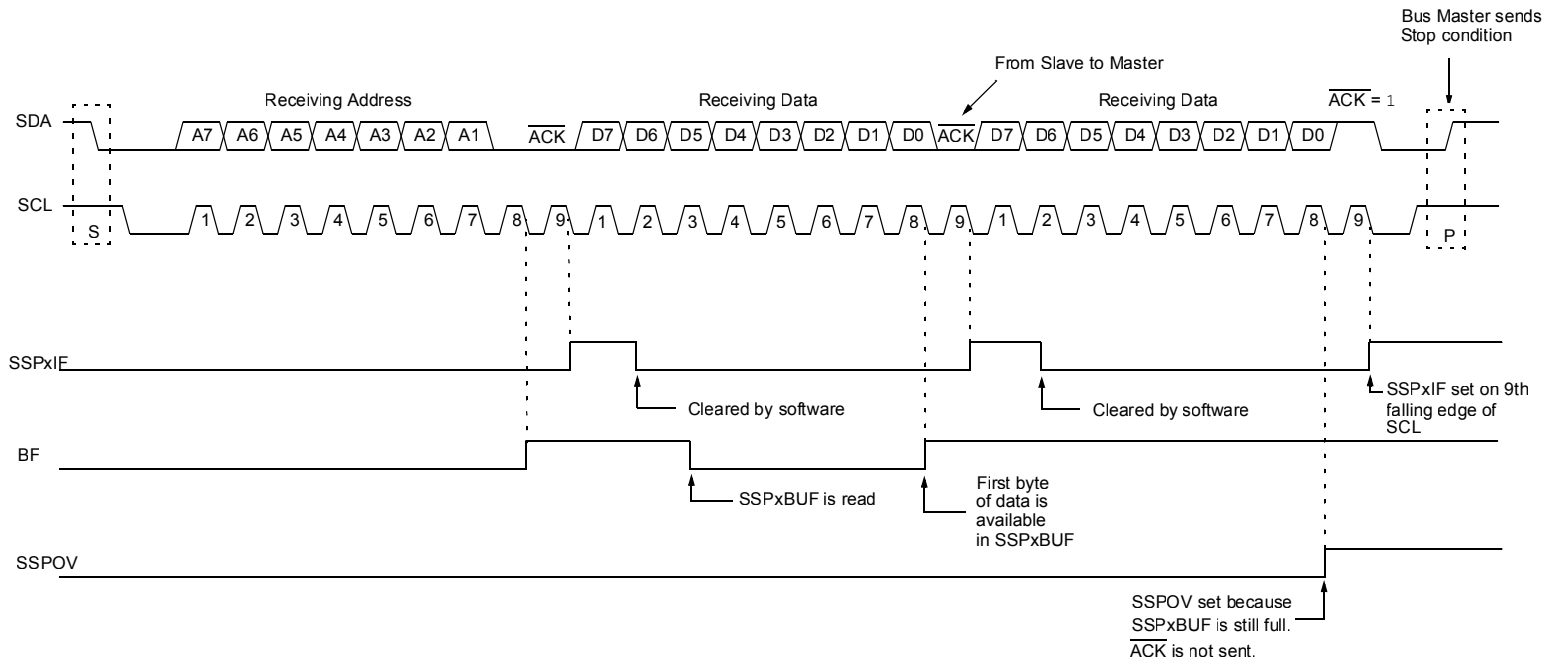 Bus Master sends
Stop condition
From Slave to Master
Receiving Address
Receiving Data
Receiving Data
ACK = 1
SDA
A7 A6 A5 A4 A3 A2 A1 ACK D7 D6 D5 D4 D3 D2 D1 D0 ACK D7 D6 D5 D4 D3 D2 D1 D0
SCL
S
1 2 3 4 5 6 7 8 9 1 2 3 4 5 6 7 8 9 1 2 3 4 5 6 7 8 9
P
SSPxIF
Cleared by software
Cleared by software
SSPxIF set on 9th
falling edge of
SCL
BF
SSPxBUF is read
First byte
of data is
available
in SSPxBUF
SSPOV
SSPOV set because
SSPxBUF is still full.
ACK is not sent.